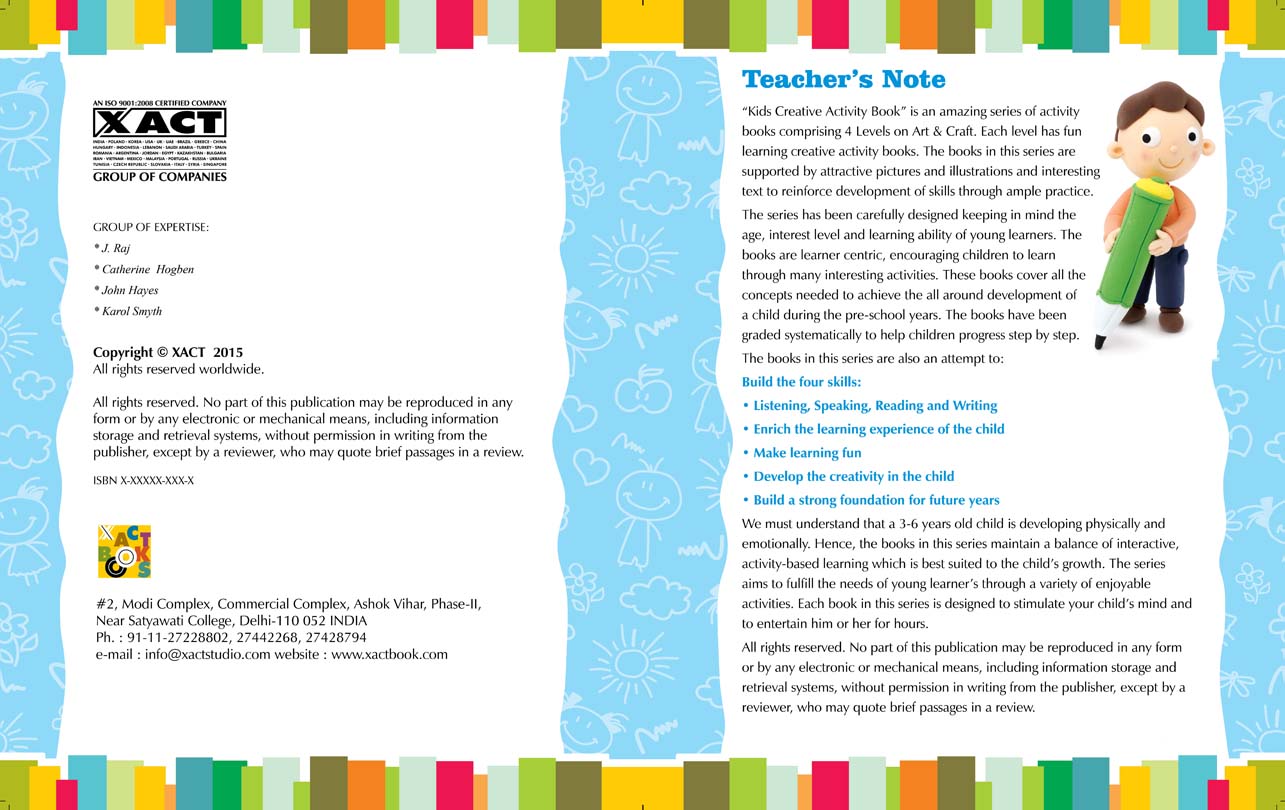 AN ISO 9001:2008 CERTIFIED COMPANY
XACT
INDIA • POLAND • KOREA • USA • UK • UAE • BRAZIL • GREECE • CHINA
HUNGARY • INDONESIA • LEBANON • SAUDI ARABIA • TURKEY • SPAIN
ROMANIA • ARGENTINA • JORDAN • EGYPT • KAZAKHSTAN • BULGARIA
IRAN • VIETNAM • MEXICO • MALAYSIA • PORTUGAL • RUSSIA • UKRAINE
TUNISIA • CZECH REPUBLIC • SLOVAKIA • ITALY • SYRIA • SINGAPORE
GROUP OF COMPANIES
GROUP OF EXPERTISE:
* J. Raj
* Catherine Hogben
* John Hayes
* Karol Smyth
Copyright © XACT 2015
All rights reserved worldwide.
All rights reserved. No part of this publication may be reproduced in any
form or by any electronic or mechanical means, including information
storage and retrieval systems, without permission in writing from the
publisher, except by a reviewer, who may quote brief passages in a review.
ISBN X-XXXXX-XXX-X
XACT
BOOKS
#2, Modi Complex, Commercial Complex, Ashok Vihar, Phase-II,
Near Satyawati College, Delhi-110 052 INDIA
Ph. : 91-11-27228802, 27442268, 27428794
e-mail : info@xactstudio.com website : www.xactbook.com
Teacher's Note
“Kids Creative Activity Book” is an amazing series of activity
books comprising 4 Levels on Art & Craft. Each level has fun
learning creative activity books. The books in this series are
supported by attractive pictures and illustrations and interesting
text to reinforce development of skills through ample practice.
The series has been carefully designed keeping in mind the
age, interest level and learning ability of young learners. The
books are learner centric, encouraging children to learn
through many interesting activities. These books cover all the
concepts needed to achieve the all around development of
a child during the pre-school years. The books have been
graded systematically to help children progress step by step.
The books in this series are also an attempt to:
Build the four skills:
• Listening, Speaking, Reading and Writing
• Enrich the learning experience of the child
• Make learning fun
• Develop the creativity in the child
• Build a strong foundation for future years
We must understand that a 3-6 years old child is developing physically and
emotionally. Hence, the books in this series maintain a balance of interactive,
activity-based learning which is best suited to the child's growth. The series
aims to fulfill the needs of young learner's through a variety of enjoyable
activities. Each book in this series is designed to stimulate your child's mind and
to entertain him or her for hours.
All rights reserved. No part of this publication may be reproduced in any form
or by any electronic or mechanical means, including information storage and
retrieval systems, without permission in writing from the publisher, except by a
reviewer, who may quote brief passages in a review.